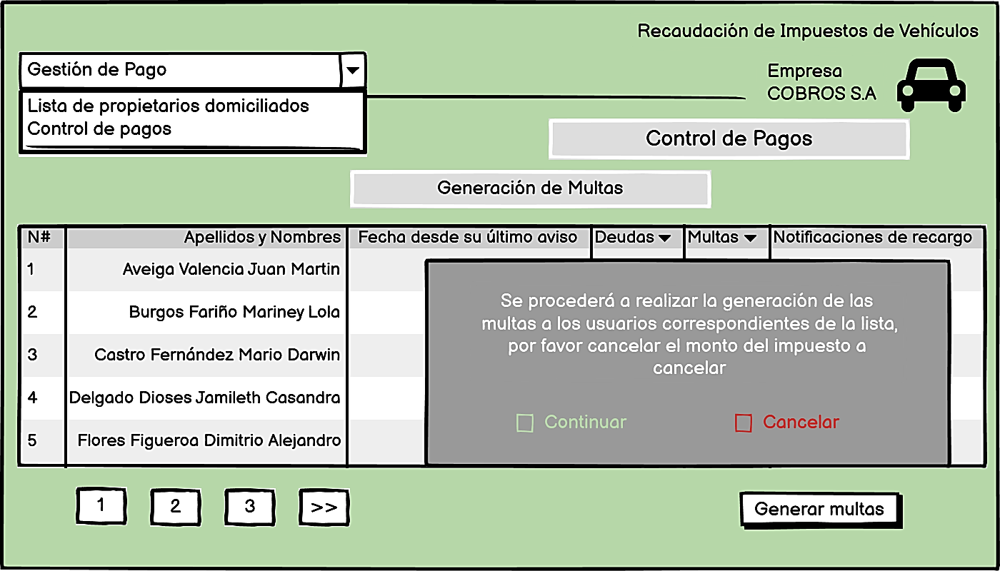 Recaudación de Impuestos de Vehículos
Gestión de Pago
Lista de propietarios domiciliados
Control de pagos
Empresa
COBROS S.A
Control de Pagos
Generación de Multas
N# Apellidos y Nombres Fecha desde su último aviso Deudas Multas Notificaciones de recargo
1 Aveiga Valencia Juan Martin
2 Burgos Fariño Mariney Lola
3 Castro Fernández Mario Darwin
4 Delgado Dioses Jamileth Casandra
5 Flores Figueroa Dimitrio Alejandro
Se procederá a realizar la generación de las
multas a los usuarios correspondientes de la lista,
por favor cancelar el monto del impuesto a
cancelar
Continuar Cancelar
1 2 3 >>
Generar multas